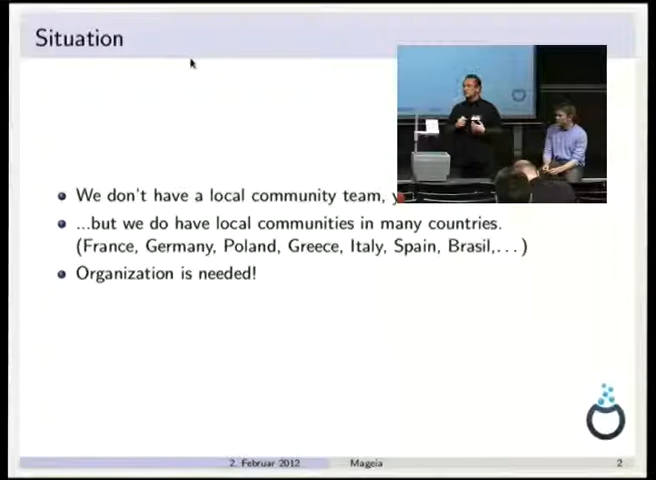 Situation
We don't have a local community team,
...but we do have local communities in many countries.
(France, Germany, Poland, Greece, Italy, Spain, Brasil,...)
Organization is needed!
2. Februar 2012 Mageia 2